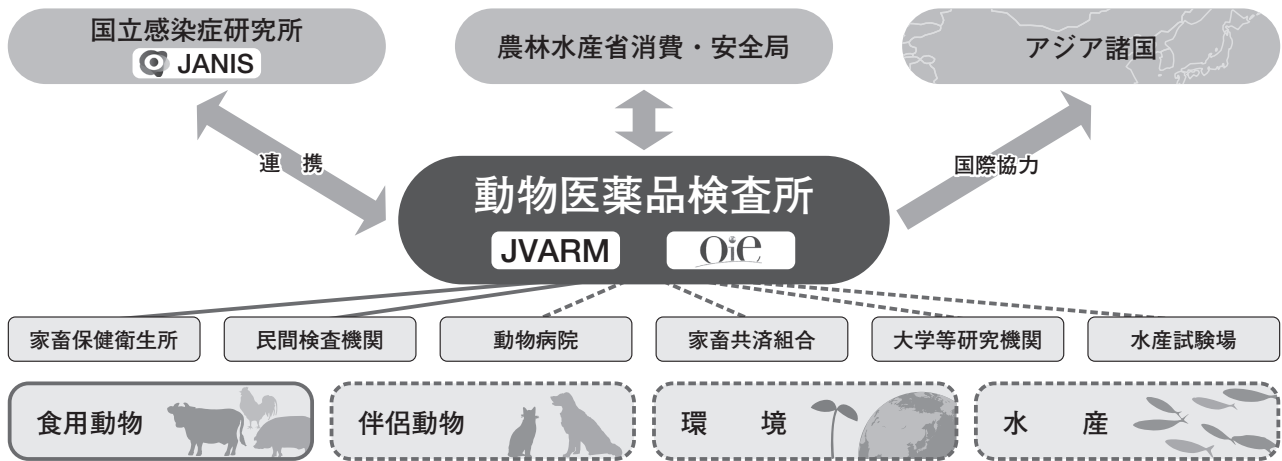 国立感染症研究所
JANIS
農林水産省消費・安全局
アジア諸国
連 携
国際協力
動物医薬品検査所
JVARM
Oie
家畜保健衛生所
民間検査機関
動物病院
家畜共済組合
大学等研究機関
水産試験場
食用動物
伴侶動物
環 境
水 産